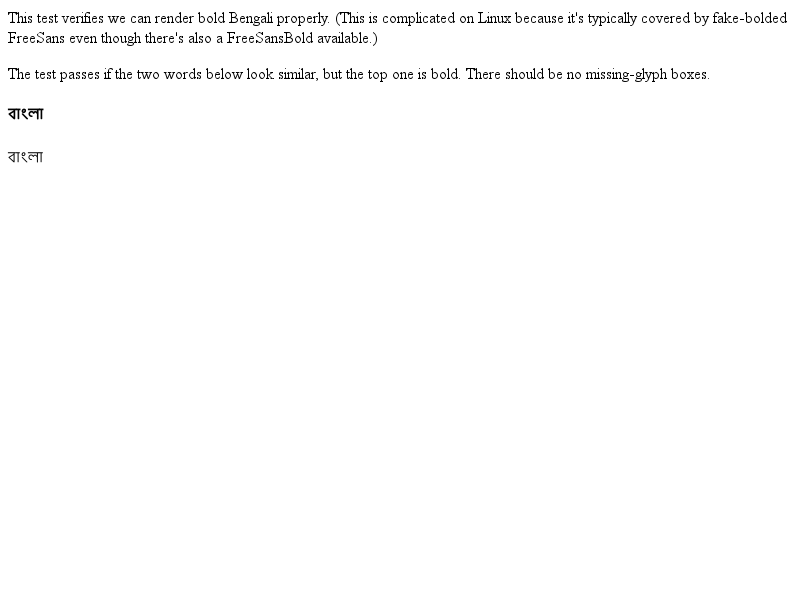 This test verifies we can render bold Bengali properly. (This is complicated on Linux because it's typically covered by fake-bolded
FreeSans even though there's also a FreeSansBold available.)
The test passes if the two words below look similar, but the top one is bold. There should be no missing-glyph boxes.
বাংলা
বাংলা